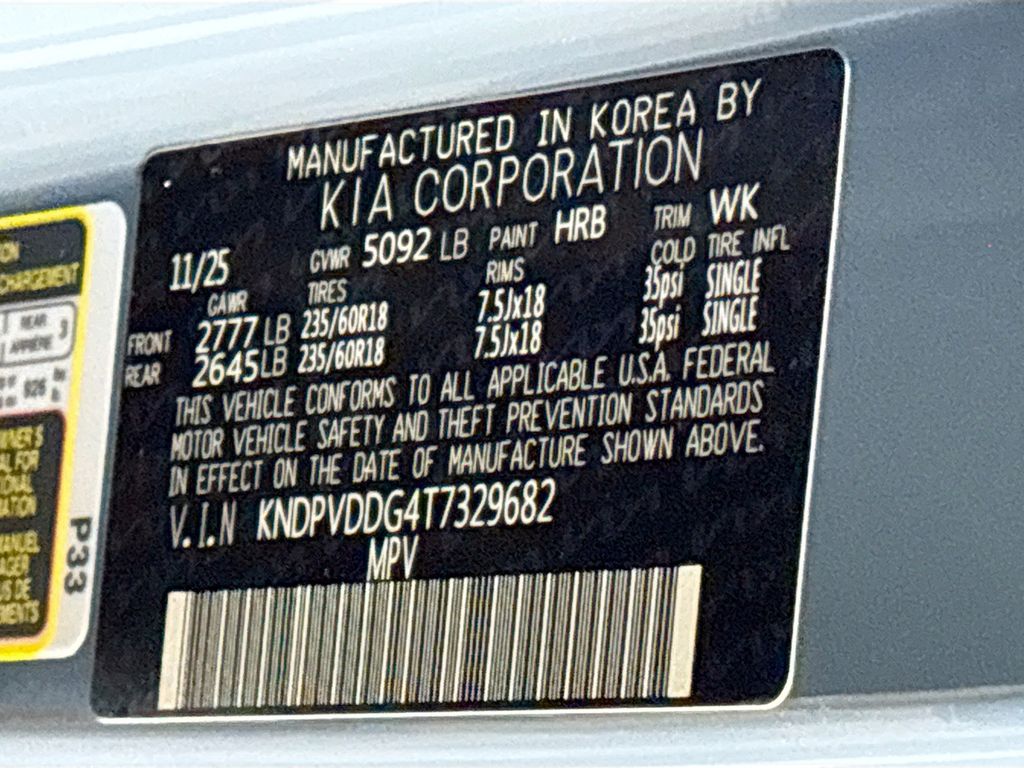 MANUFACTURED IN KOREA BY
KIA CORPORATION
11/25 GVWR 5092 LB PAINT HRB TRIM WK
GAWR TIRES RIMS COLD TIRE INFL
FRONT 2777 LB 235/60R18 7.5Jx18 35psi SINGLE
REAR 2645 LB 235/60R18 7.5Jx18 35psi SINGLE
THIS VEHICLE CONFORMS TO ALL APPLICABLE U.S.A. FEDERAL
MOTOR VEHICLE SAFETY AND THEFT PREVENTION STANDARDS
IN EFFECT ON THE DATE OF MANUFACTURE SHOWN ABOVE.
V.I.N KNDPVDDG4T7329682
MPV
CHARGEMENT
REAR 3
P33